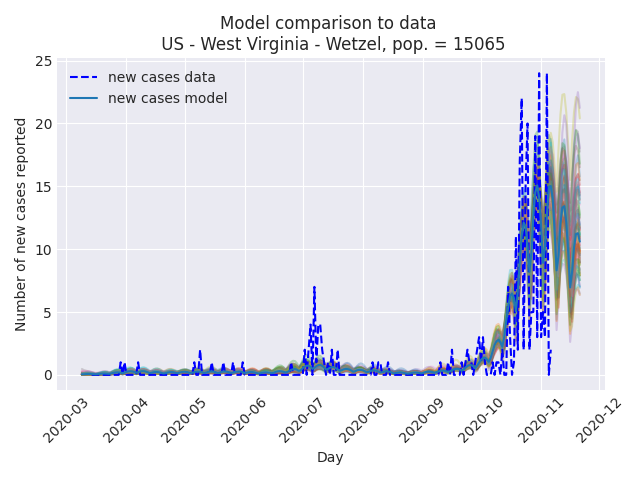 Model comparison to data
US - West Virginia - Wetzel, pop. = 15065
new cases data
new cases model
Number of new cases reported
25
20
15
10
5
0
2020-03
2020-04
2020-05
2020-06
2020-07
2020-08
2020-09
2020-10
2020-11
2020-12
Day